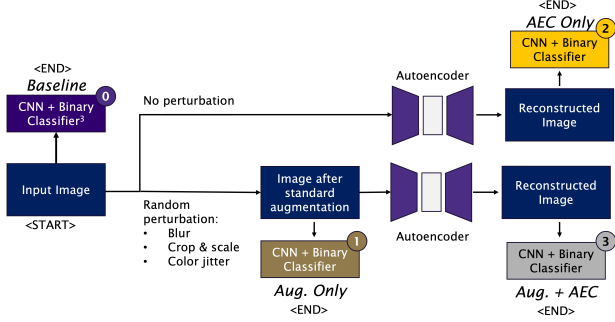 <END>
Baseline
0
CNN + Binary
Classifier³
Input Image
<START>
No perturbation
Random
perturbation:
• Blur
• Crop & scale
• Color jitter
Image after
standard
augmentation
1
CNN + Binary
Classifier
Aug. Only
<END>
Autoencoder
Autoencoder
<END>
AEC Only
2
CNN + Binary
Classifier
Reconstructed
Image
Reconstructed
Image
3
CNN + Binary
Classifier
Aug. + AEC
<END>